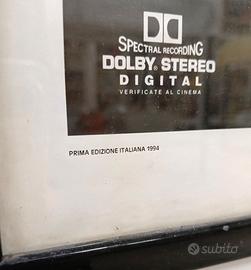 SPECTRAL RECORDING
DOLBY STEREO
DIGITAL
VERIFICATE AL CINEMA
PRIMA EDIZIONE ITALIANA 1994
subito